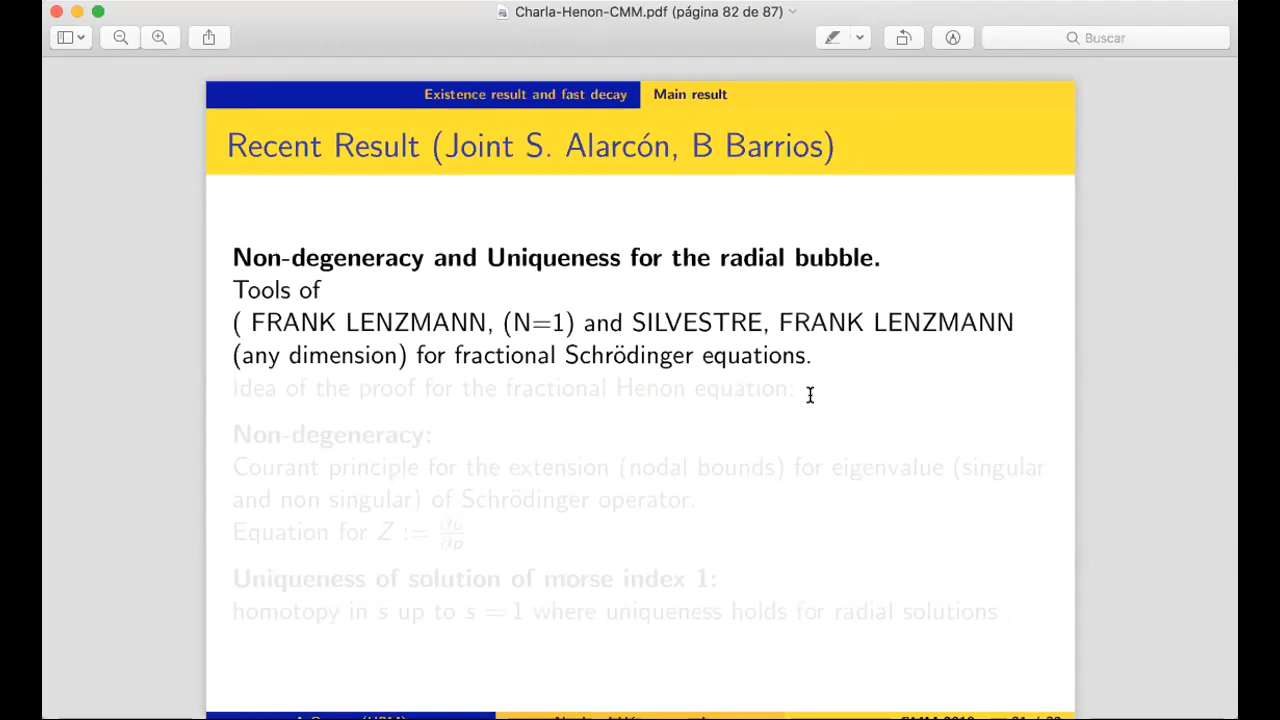 Charla-Henon-CMM.pdf (página 82 de 87)
Buscar
Existence result and fast decay Main result
Recent Result (Joint S. Alarcón, B Barrios)
Non-degeneracy and Uniqueness for the radial bubble.
Tools of
( FRANK LENZMANN, (N=1) and SILVESTRE, FRANK LENZMANN
(any dimension) for fractional Schrödinger equations.
Idea of the proof for the fractional Henon equation:
Non-degeneracy:
Courant principle for the extension (nodal bounds) for eigenvalue (singular
and non singular) of Schrödinger operator.
Equation for Z := ∂u/∂p
Uniqueness of solution of morse index 1:
homotopy in s up to s = 1 where uniqueness holds for radial solutions .